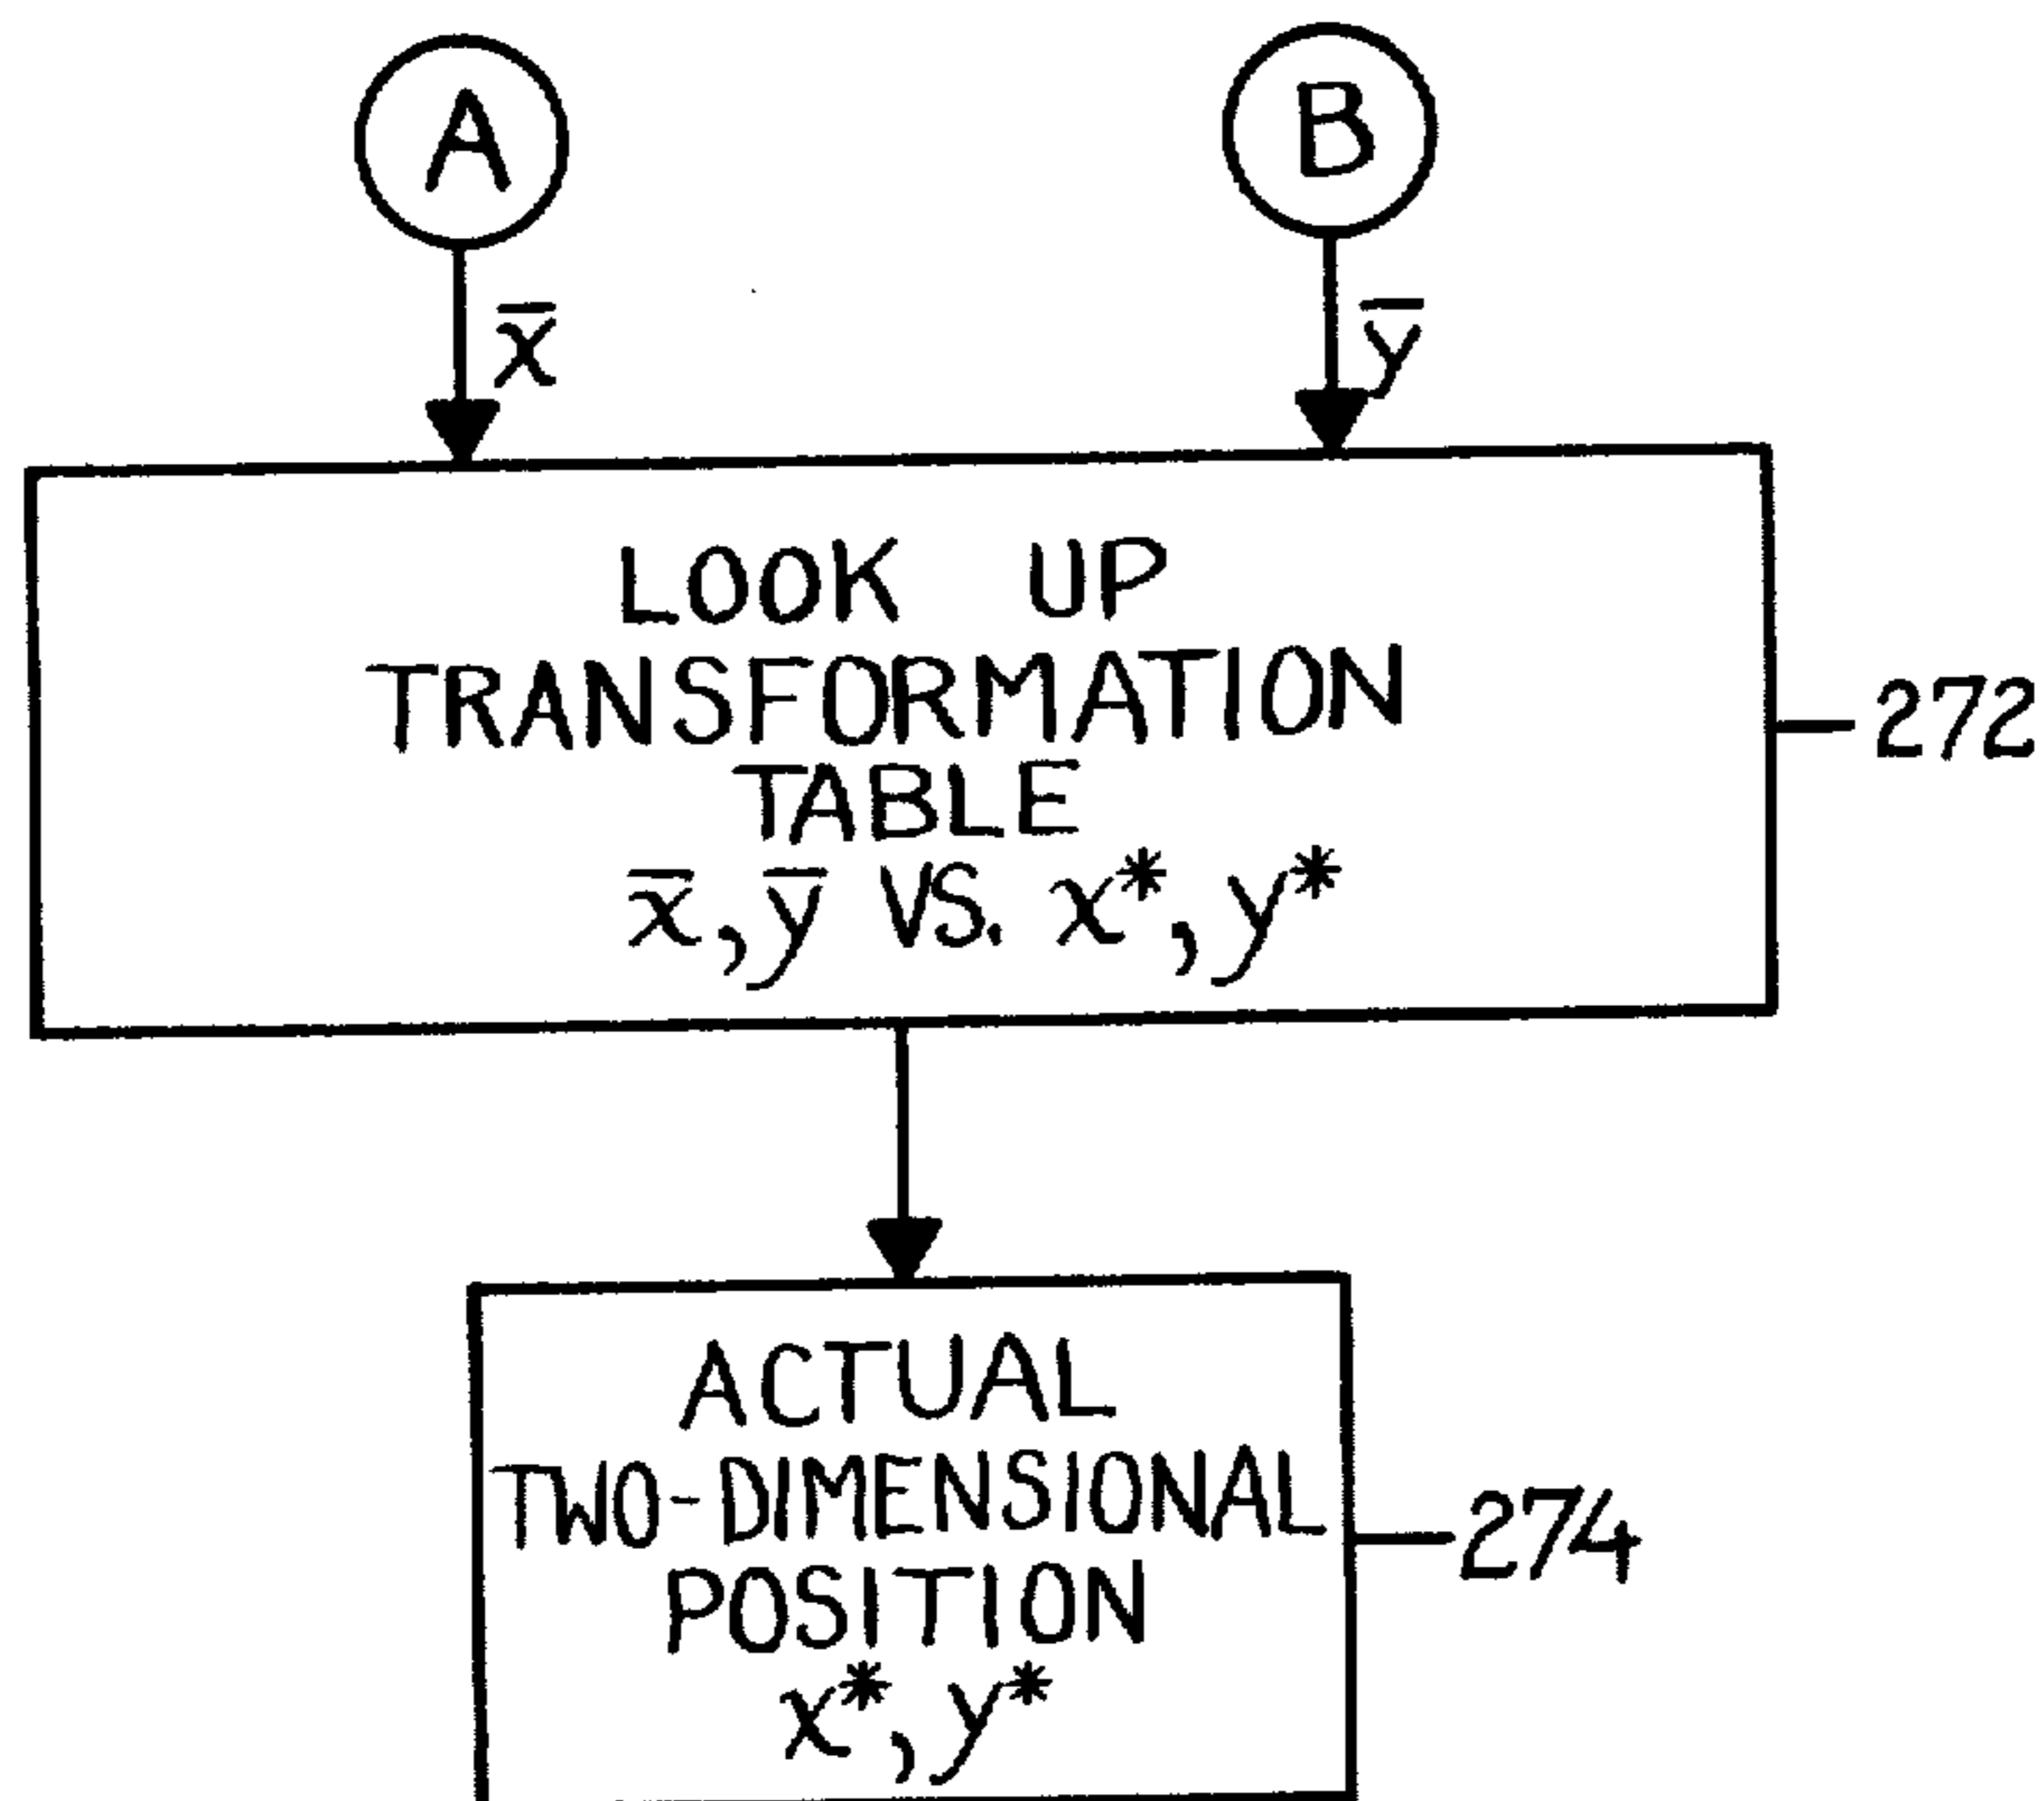 A
B
x̄
ȳ
LOOK UP
TRANSFORMATION
TABLE
x̄,ȳ VS. x*,y*
272
ACTUAL
TWO-DIMENSIONAL
POSITION
x*,y*
274